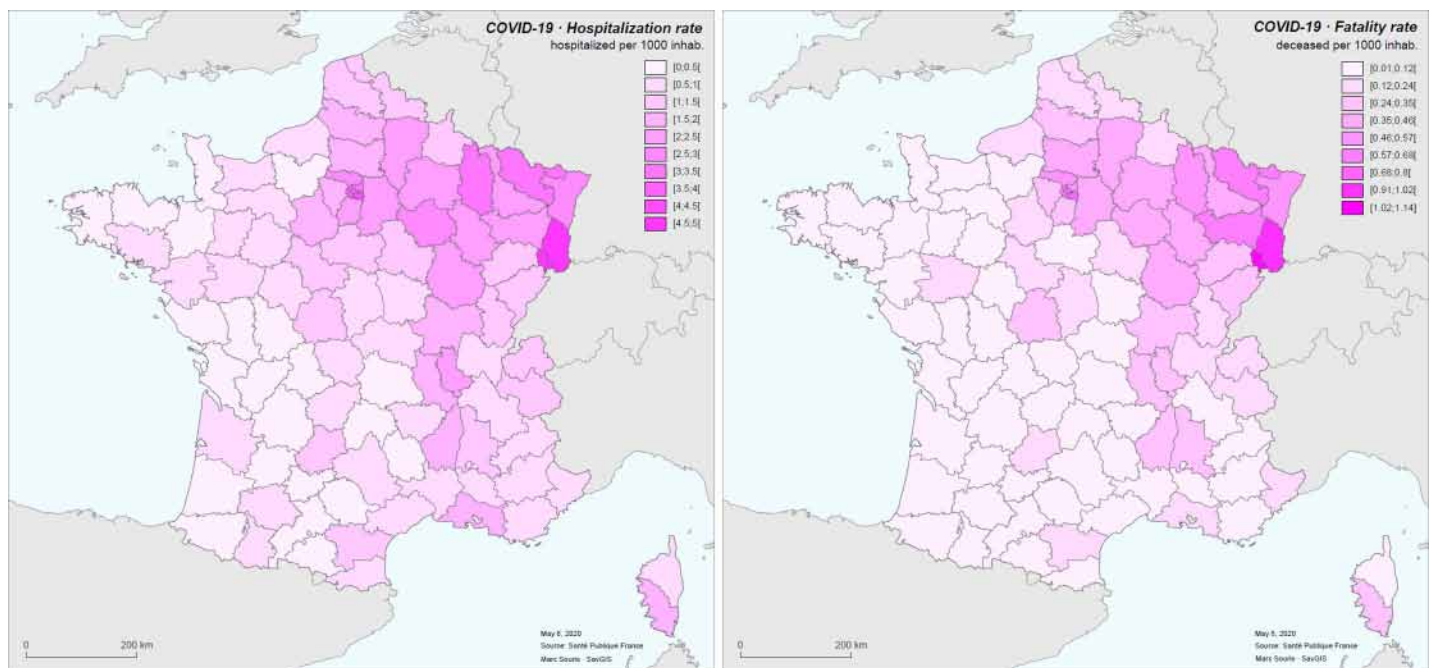 COVID-19 · Hospitalization rate
hospitalized per 1000 inhab.
[0;0.5[
[0.5;1[
[1;1.5[
[1.5;2[
[2;2.5[
[2.5;3[
[3;3.5[
[3.5;4[
[4;4.5[
[4.5;5[
0 200 km
May 8, 2020
Source: Santé Publique France
Marc Souris - SavGIS
COVID-19 · Fatality rate
deceased per 1000 inhab.
[0.01;0.12[
[0.12;0.24[
[0.24;0.35[
[0.35;0.46[
[0.46;0.57[
[0.57;0.68[
[0.68;0.8[
[0.91;1.02[
[1.02;1.14[
0 200 km
May 8, 2020
Source: Santé Publique France
Marc Souris - SavGIS